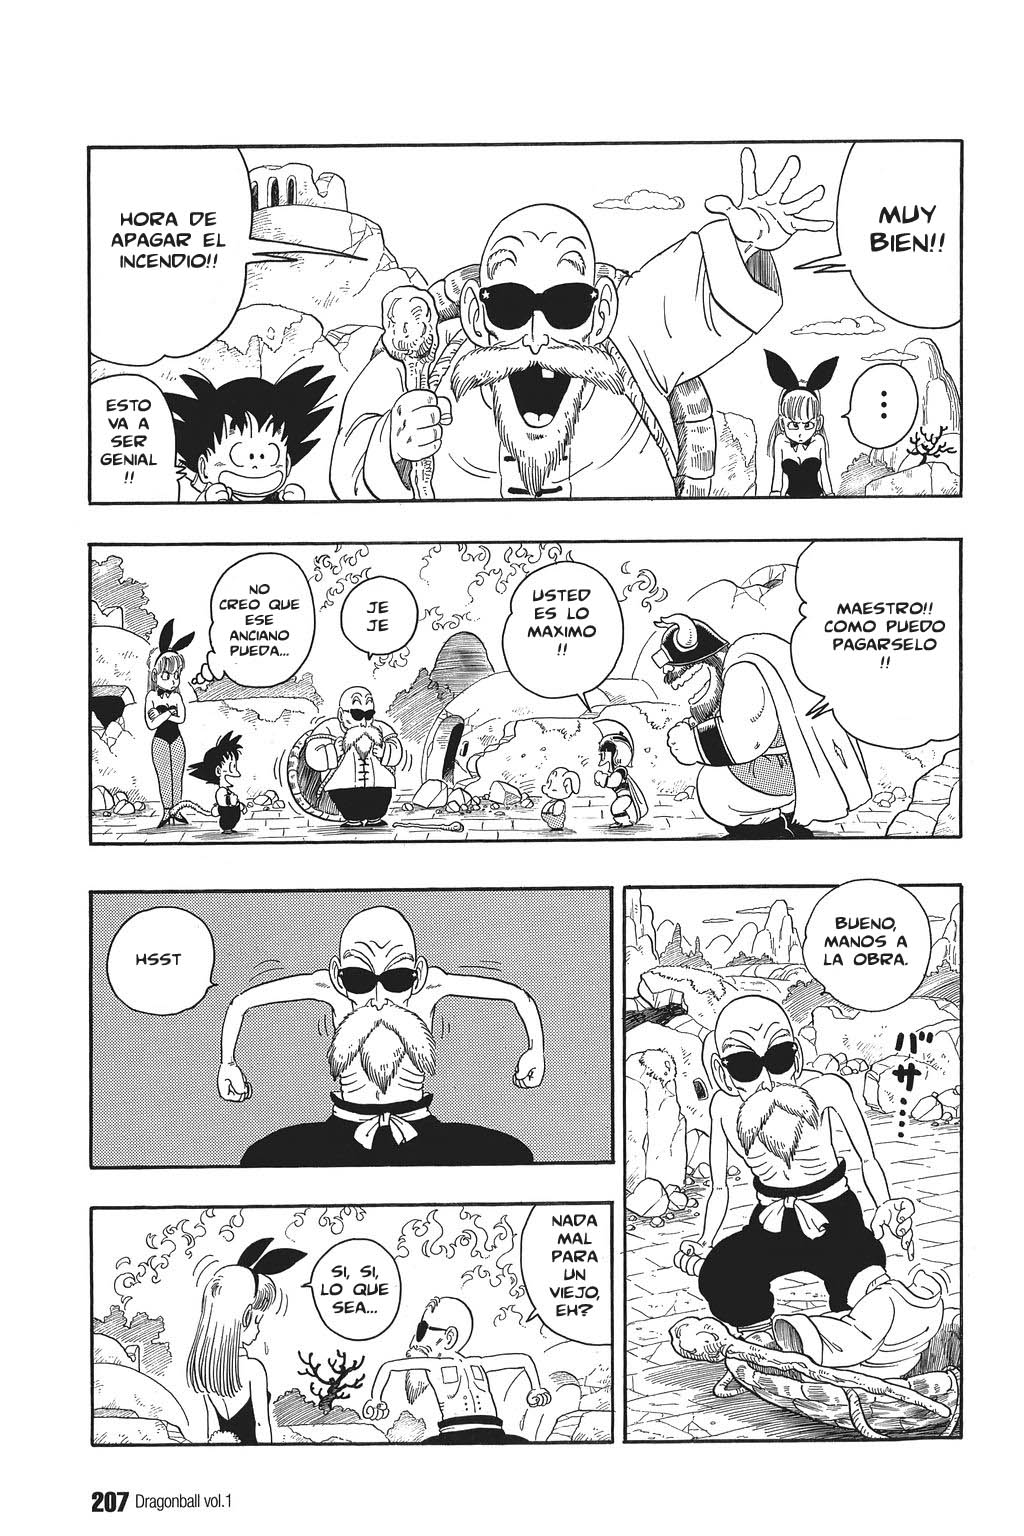 MUY
BIEN!!
HORA DE
APAGAR EL
INCENDIO!!
ESTO
VA A
SER
GENIAL
!!
...
MAESTRO!!
COMO PUEDO
PAGARSELO
!!
USTED
ES LO
MAXIMO
!!
JE
JE
NO
CREO QUE
ESE
ANCIANO
PUEDA...
BUENO,
MANOS A
LA OBRA.
バサ……
HSST
NADA
MAL
PARA
UN
VIEJO,
EH?
SI, SI,
LO QUE
SEA...
207 Dragonball vol.1